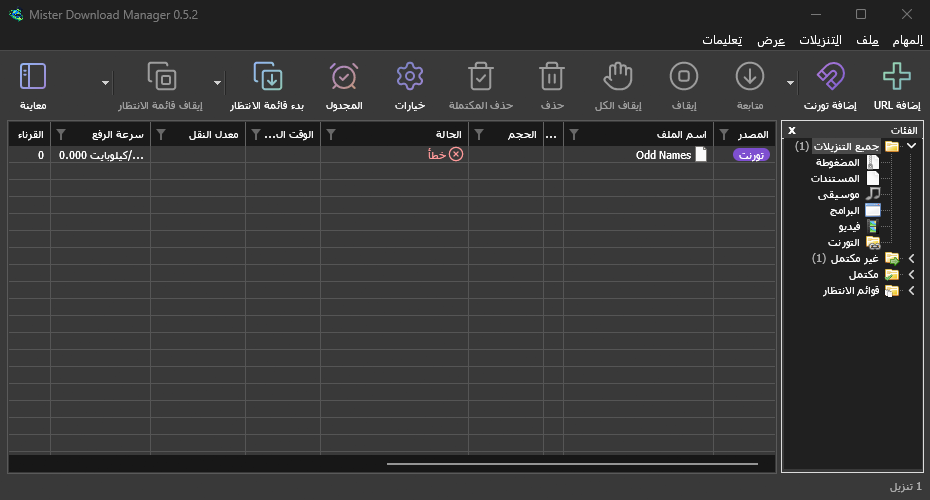 Mister Download Manager 0.5.2
المهام ملف التنزيلات عرض تعليمات
إضافة URL إضافة تورنت متابعة إيقاف إيقاف الكل حذف حذف المكتملة خيارات المجدول بدء قائمة الانتظار إيقاف قائمة الانتظار معاينة
الفئات x
جميع التنزيلات (1)
المضغوطة
المستندات
موسيقى
البرامج
فيديو
التورنت
غير مكتمل (1)
مكتمل
قوائم الانتظار
المصدر اسم الملف ... الحجم الحالة الوقت ال... معدل النقل سرعة الرفع القرناء
تورنت Odd Names خطأ 0.000 كيلوبايت/... 0
1 تنزيل